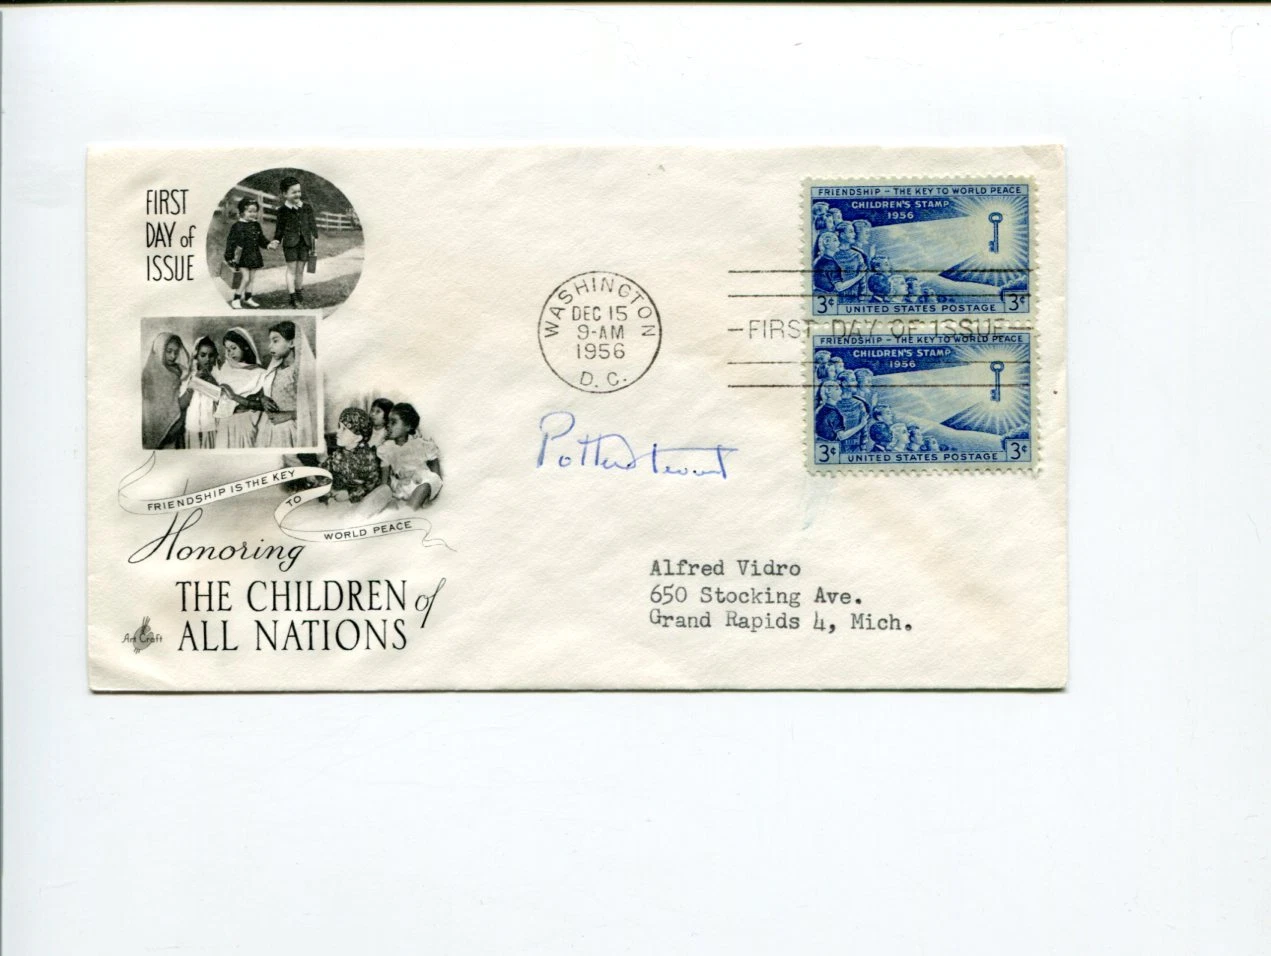 FIRST
DAY of
ISSUE
FRIENDSHIP IS THE KEY
TO
WORLD PEACE
Honoring
THE CHILDREN of
ALL NATIONS
Art Craft
WASHINGTON
DEC 15
9-AM
1956
D. C.
FIRST DAY OF ISSUE
FRIENDSHIP – THE KEY TO WORLD PEACE
CHILDREN'S STAMP
1956
3¢ UNITED STATES POSTAGE 3¢
FRIENDSHIP – THE KEY TO WORLD PEACE
CHILDREN'S STAMP
1956
3¢ UNITED STATES POSTAGE 3¢
Potter Stewart
Alfred Vidro
650 Stocking Ave.
Grand Rapids 4, Mich.